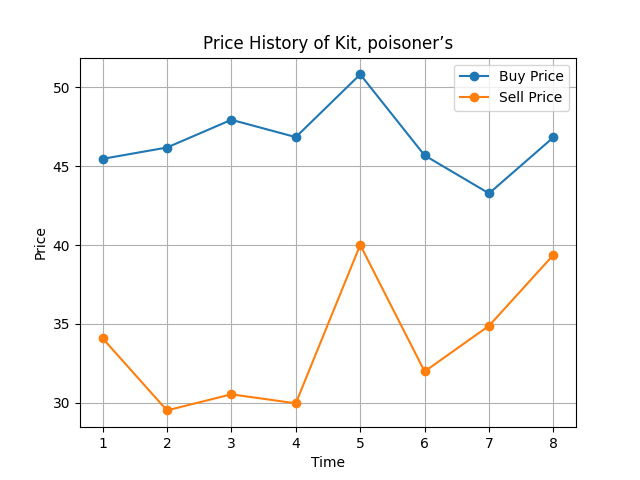 Price History of Kit, poisoner’s
Buy Price
Sell Price
50
45
40
35
30
Price
1 2 3 4 5 6 7 8
Time